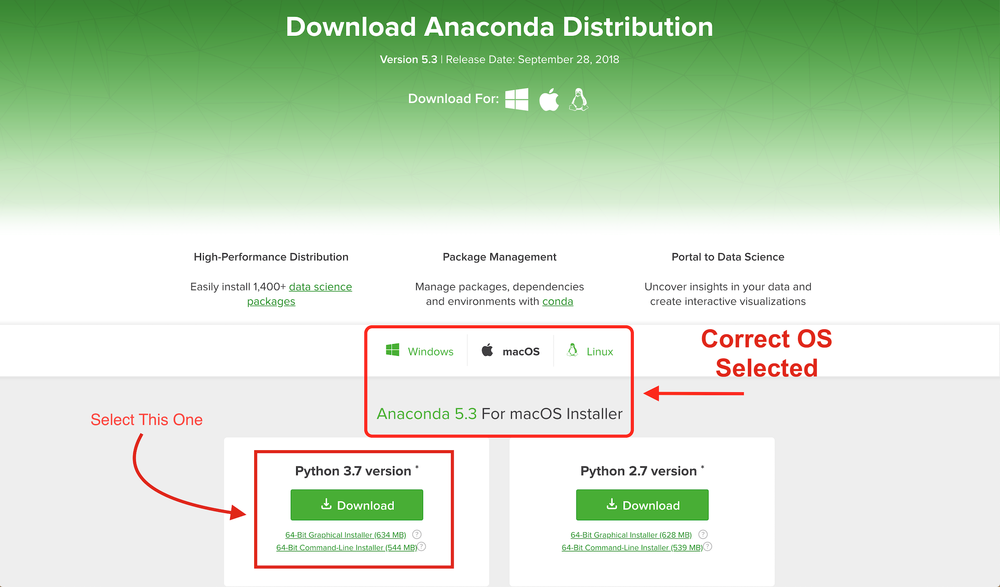 Download Anaconda Distribution
Version 5.3 | Release Date: September 28, 2018
Download For:
High-Performance Distribution
Easily install 1,400+ data science
packages
Package Management
Manage packages, dependencies
and environments with conda
Portal to Data Science
Uncover insights in your data and
create interactive visualizations
Windows
macOS
Linux
Correct OS
Selected
Anaconda 5.3 For macOS Installer
Select This One
Python 3.7 version *
Download
64-Bit Graphical Installer (634 MB) ?
64-Bit Command-Line Installer (544 MB) ?
Python 2.7 version *
Download
64-Bit Graphical Installer (628 MB) ?
64-Bit Command-Line Installer (539 MB) ?